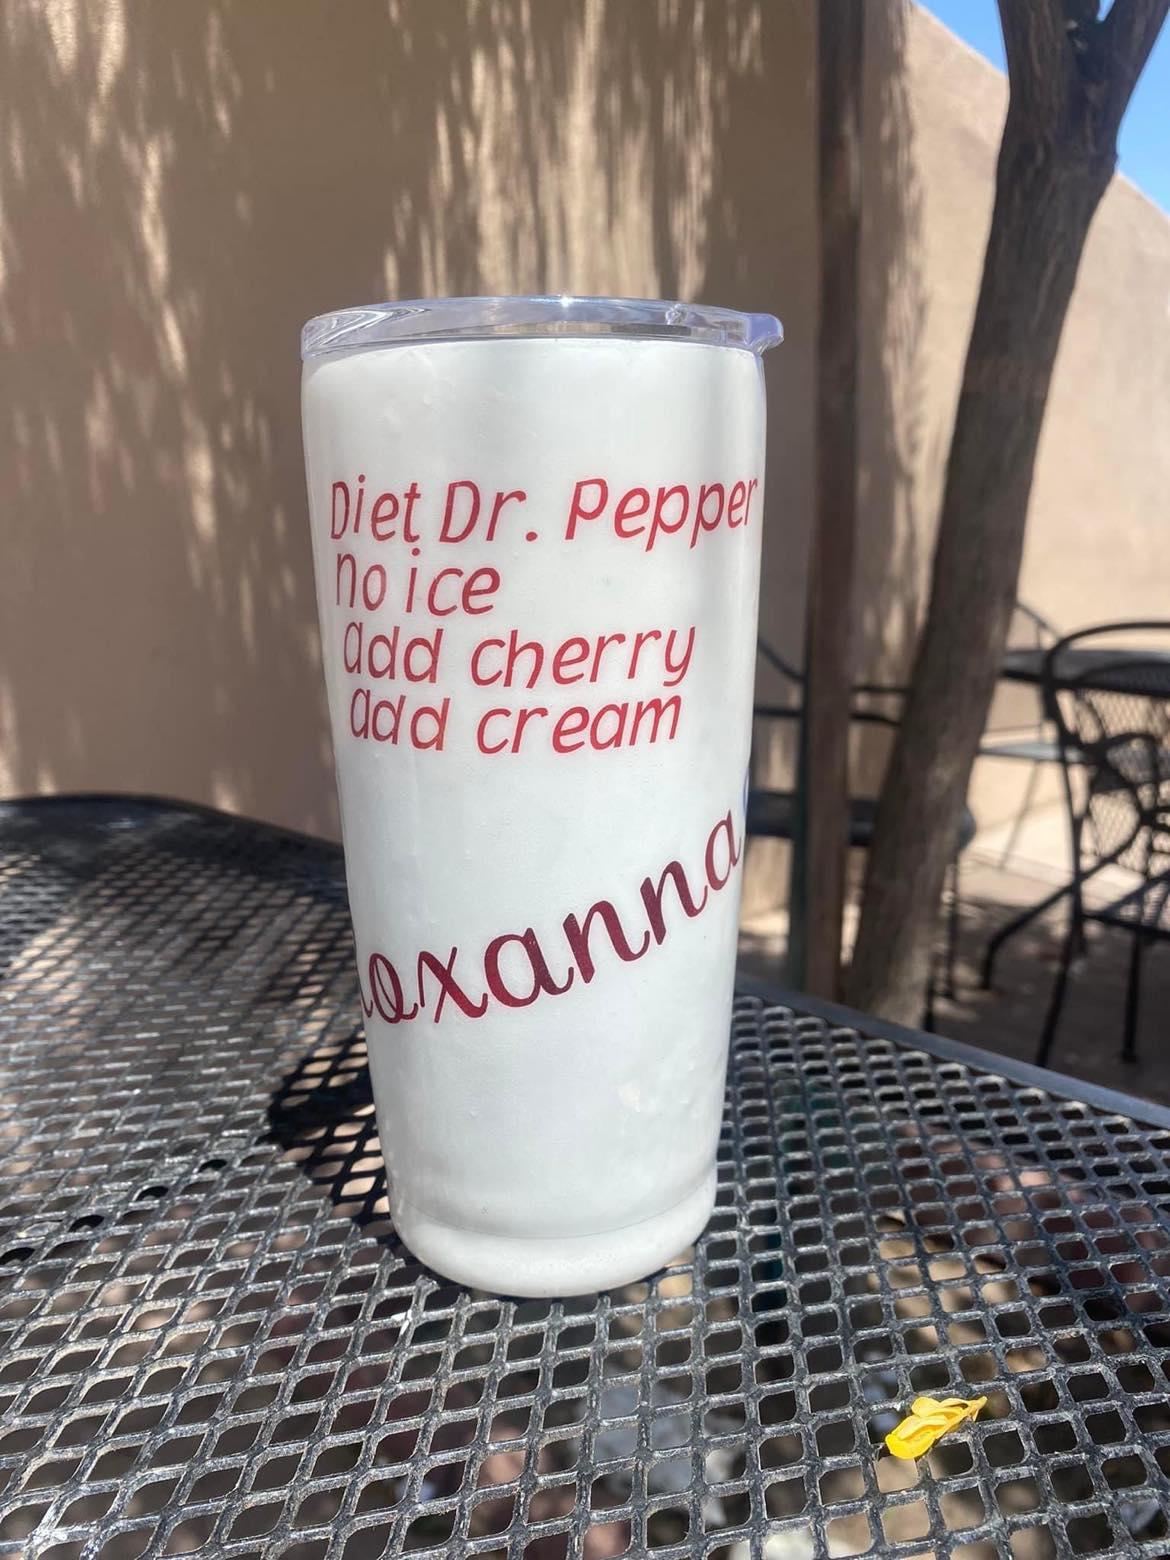 Diet Dr. Pepper
no ice
add cherry
add cream
oxanna